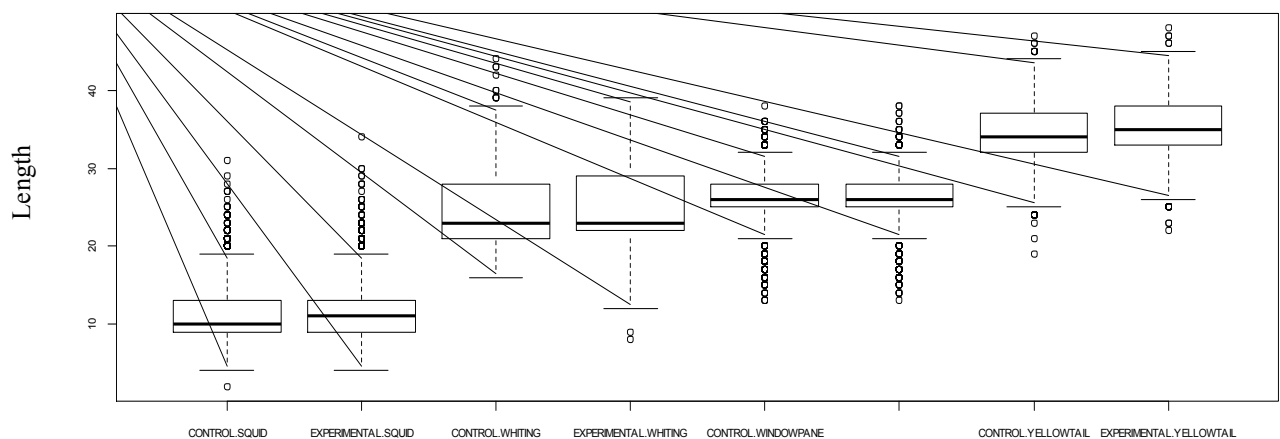 Length
40
30
20
10
CONTROL.SQUID EXPERIMENTAL.SQUID CONTROL.WHITING EXPERIMENTAL.WHITING CONTROL.WINDOWPANE CONTROL.YELLOWTAIL EXPERIMENTAL.YELLOWTAIL